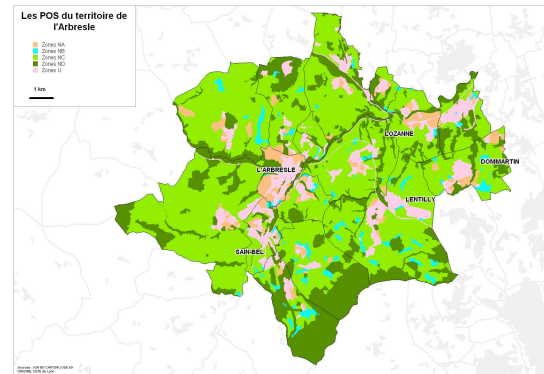 Les POS du territoire de
l'Arbresle
Zones NA
Zones NB
Zones NC
Zones ND
Zones U
1 km
LOZANNE
DOMMARTIN
L'ARBRESLE
LENTILLY
SAIN-BEL